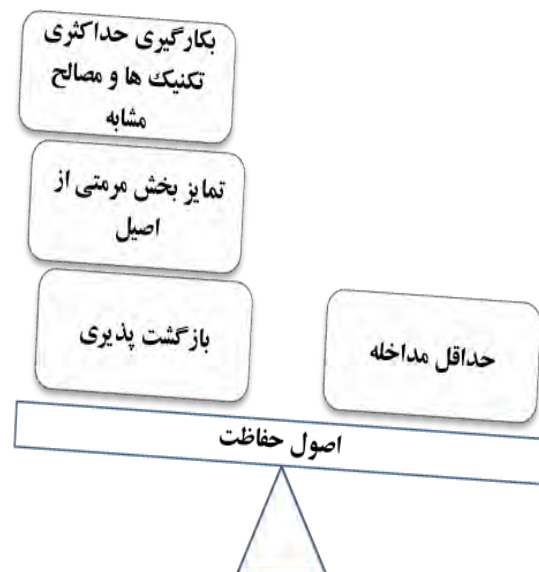 بکارگیری حداکثری
تکنیک ها و مصالح
مشابه
تمایز بخش مرمتی از
اصیل
بازگشت پذیری
حداقل مداخله
اصول حفاظت